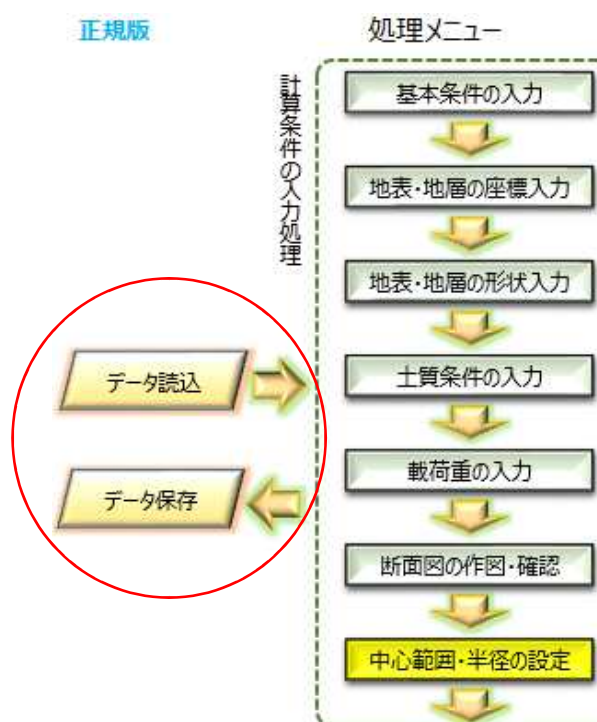 正規版
処理メニュー
計算条件の入力処理
基本条件の入力
地表・地層の座標入力
地表・地層の形状入力
データ読込
土質条件の入力
載荷重の入力
データ保存
断面図の作図・確認
中心範囲・半径の設定